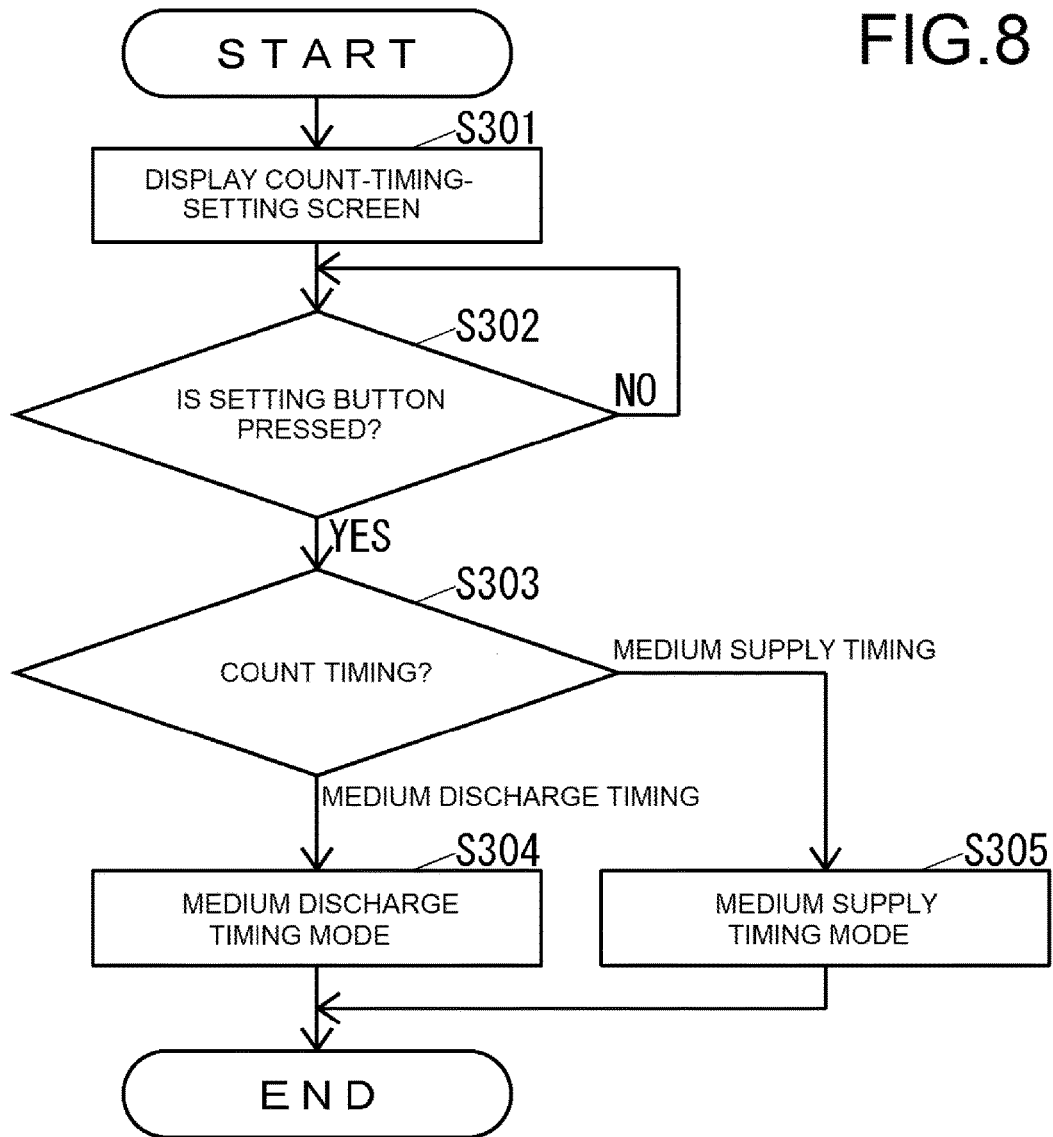 FIG.8
START
S301
DISPLAY COUNT-TIMING-
SETTING SCREEN
S302
IS SETTING BUTTON
PRESSED?
NO
YES
S303
COUNT TIMING?
MEDIUM SUPPLY TIMING
MEDIUM DISCHARGE TIMING
S304
MEDIUM DISCHARGE
TIMING MODE
S305
MEDIUM SUPPLY
TIMING MODE
END